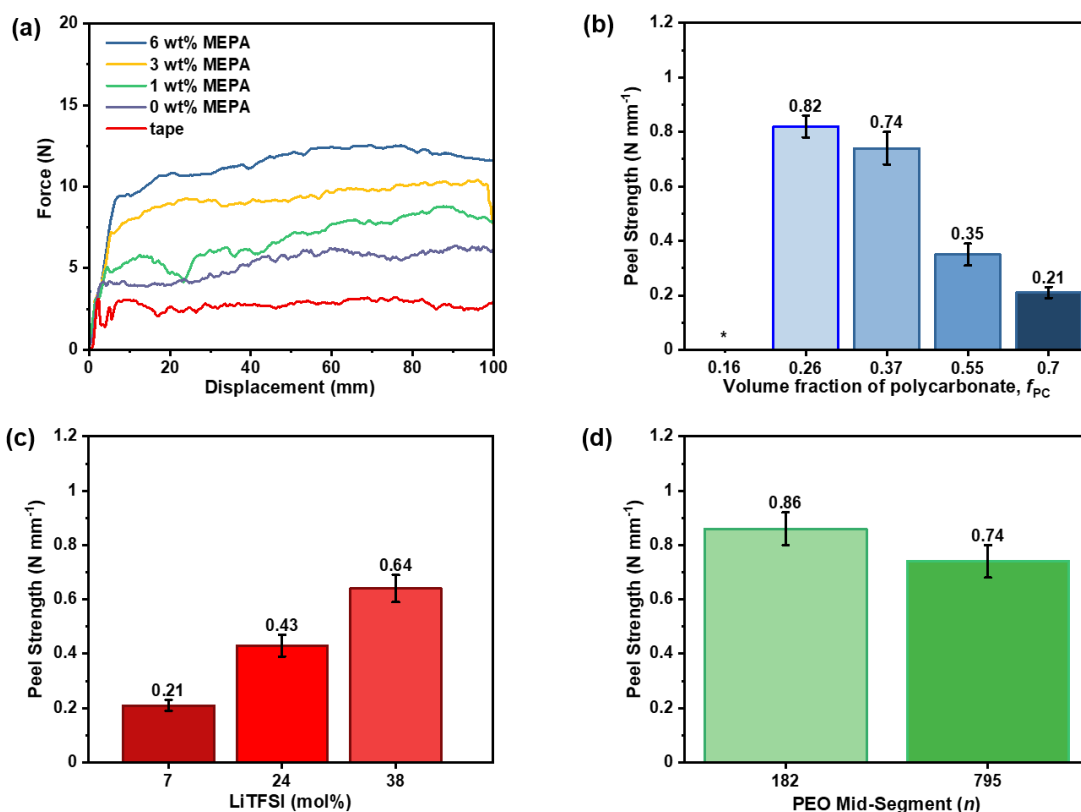 (a)
20
15
10
5
0
Force (N)
6 wt% MEPA
3 wt% MEPA
1 wt% MEPA
0 wt% MEPA
tape
0 20 40 60 80 100
Displacement (mm)
(b)
1.2
1
0.8
0.6
0.4
0.2
0
Peel Strength (N mm⁻¹)
*
0.82
0.74
0.35
0.21
0.16 0.26 0.37 0.55 0.7
Volume fraction of polycarbonate, fPC
(c)
1.2
1
0.8
0.6
0.4
0.2
0
Peel Strength (N mm⁻¹)
0.21
0.43
0.64
7 24 38
LiTFSI (mol%)
(d)
1.2
1
0.8
0.6
0.4
0.2
0
Peel Strength (N mm⁻¹)
0.86
0.74
182 795
PEO Mid-Segment (n)